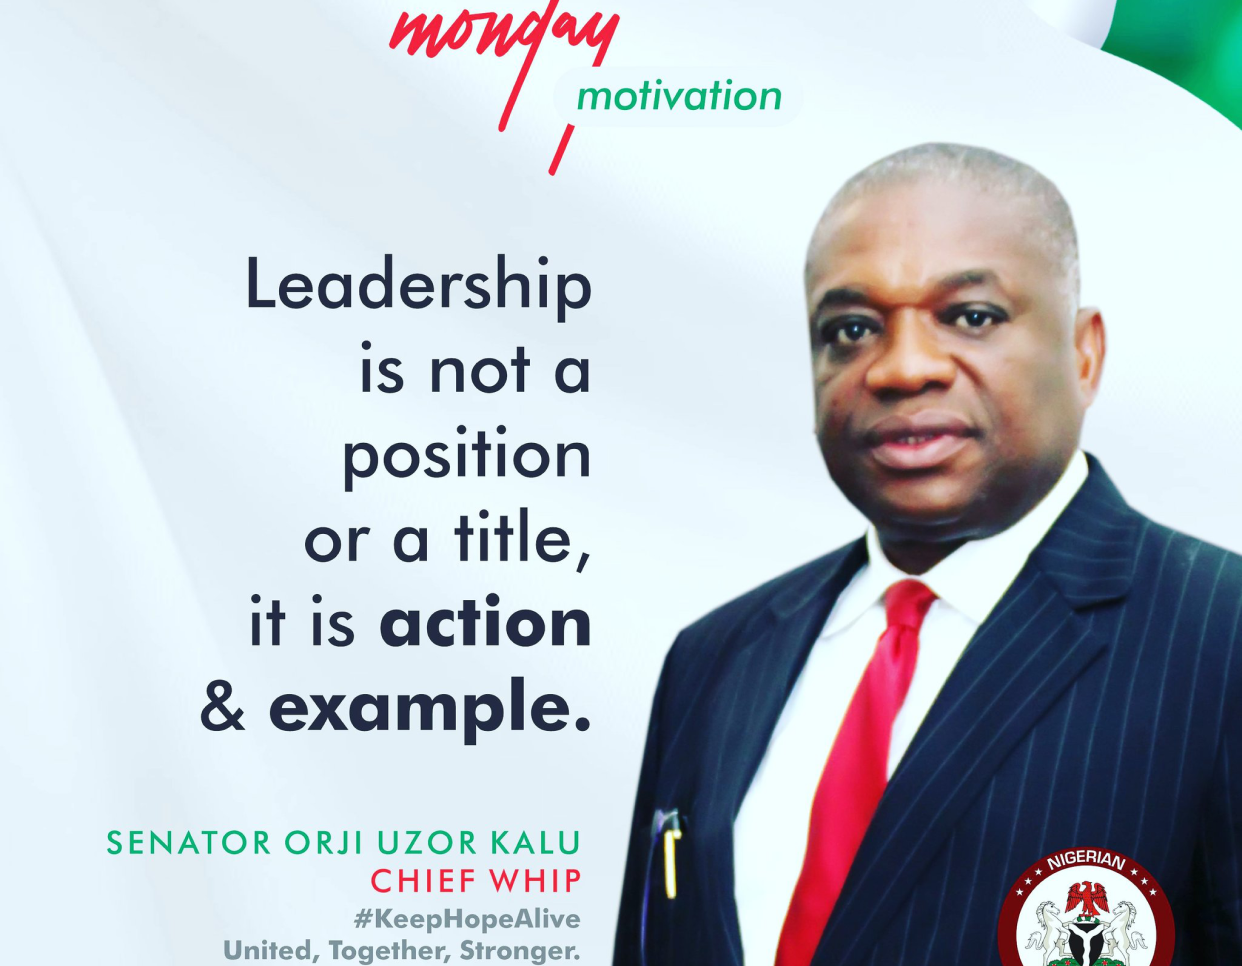 monday
motivation
Leadership
is not a
position
or a title,
it is action
& example.
SENATOR ORJI UZOR KALU
CHIEF WHIP
#KeepHopeAlive
United, Together, Stronger.
NIGERIAN